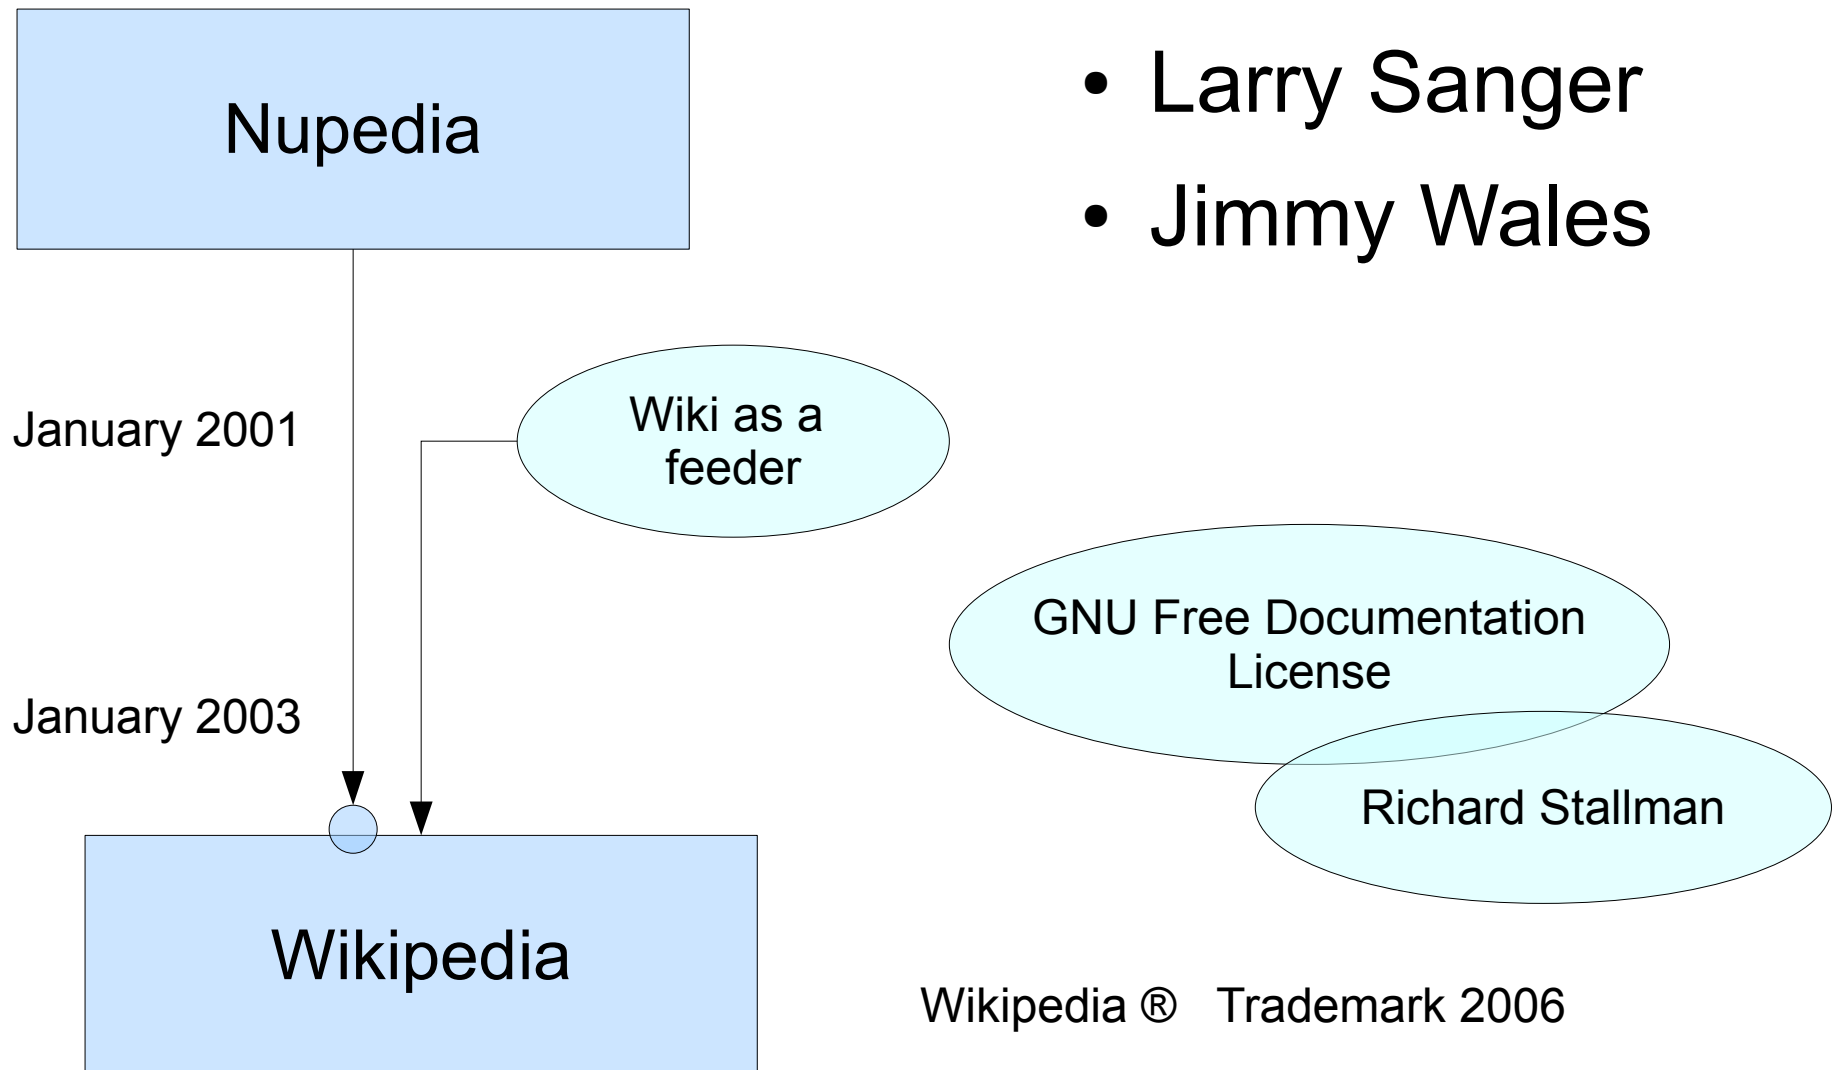 Nupedia
• Larry Sanger
• Jimmy Wales
January 2001
Wiki as a
feeder
GNU Free Documentation
License
January 2003
Richard Stallman
Wikipedia
Wikipedia ® Trademark 2006